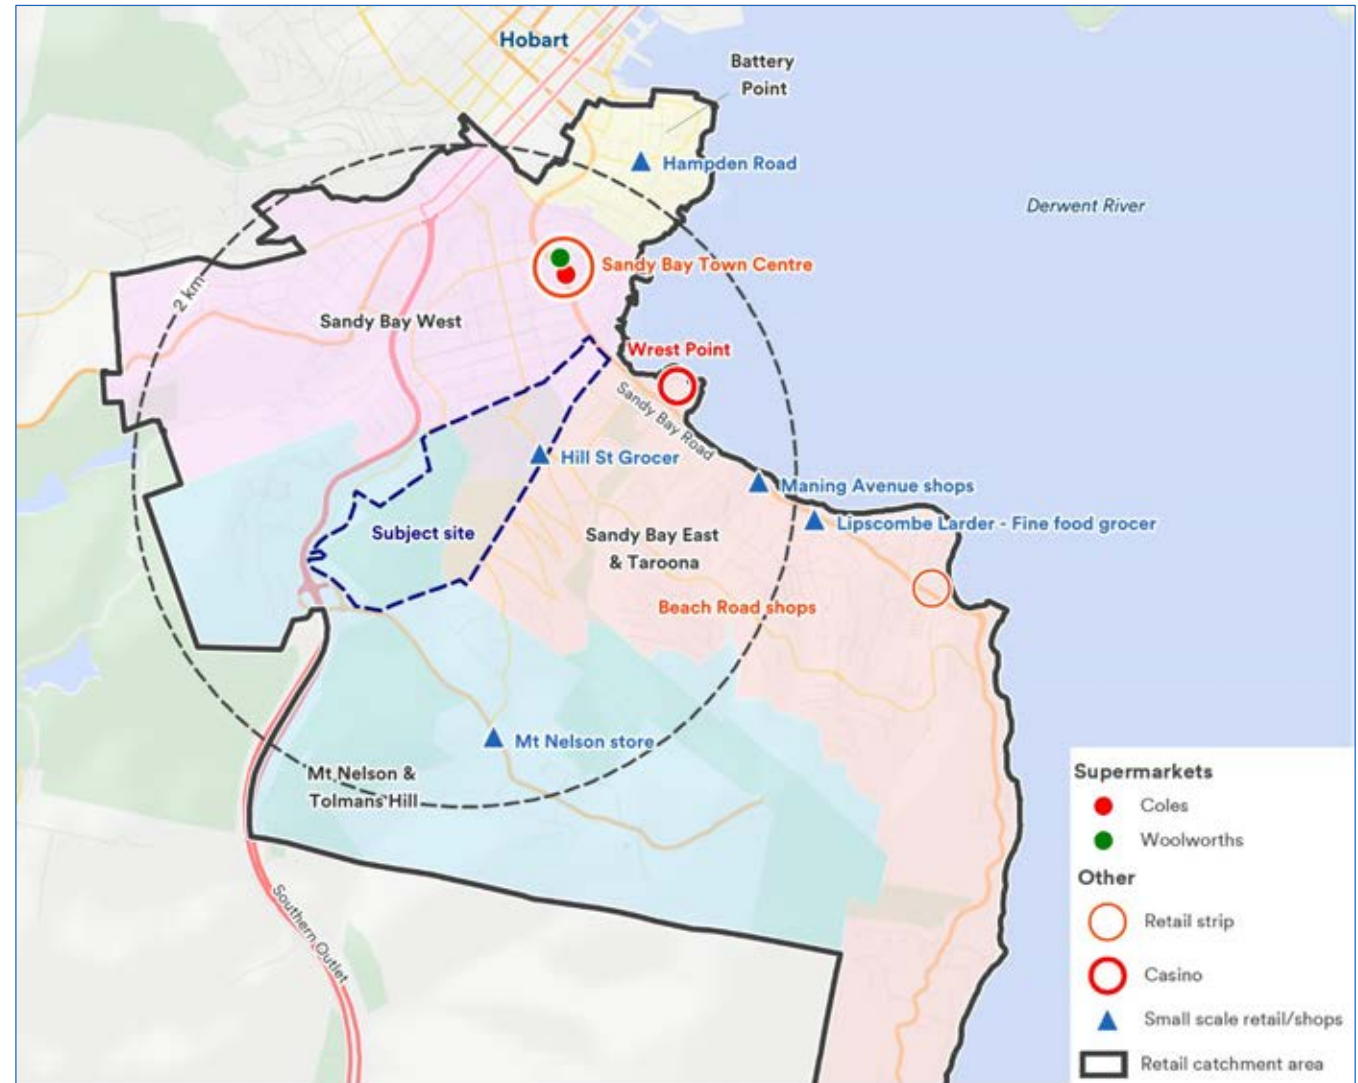 Hobart
Battery
Point
Hampden Road
Derwent River
Sandy Bay Town Centre
2 km
Sandy Bay West
Wrest Point
Sandy Bay Road
Hill St Grocer
Maning Avenue shops
Lipscombe Larder - Fine food grocer
Subject site
Sandy Bay East
& Taroona
Beach Road shops
Mt Nelson store
Mt Nelson &
Tolmans Hill
Southern Outlet
Supermarkets
Coles
Woolworths
Other
Retail strip
Casino
Small scale retail/shops
Retail catchment area